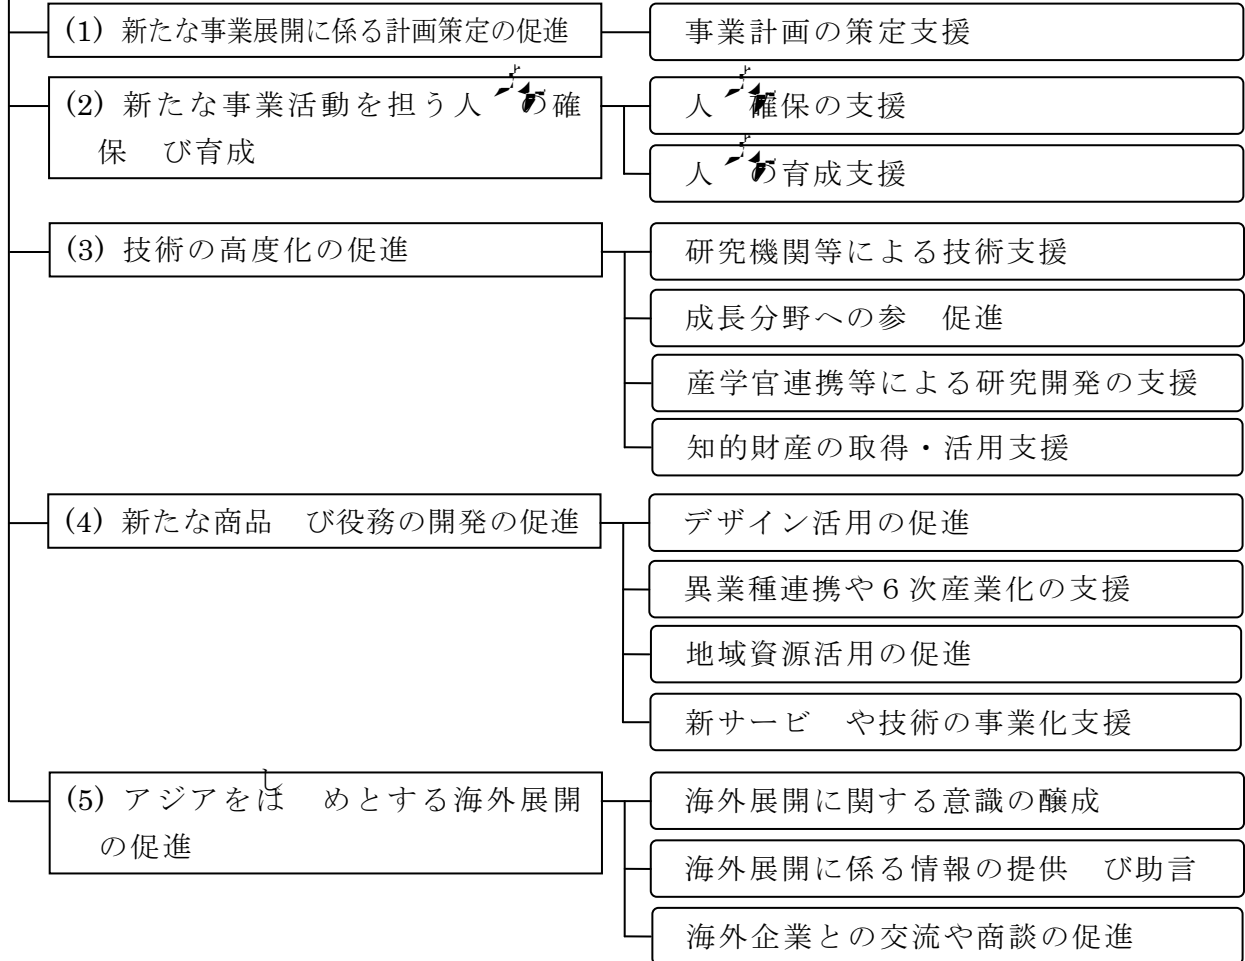 (1) 新たな事業展開に係る計画策定の促進
事業計画の策定支援
(2) 新たな事業活動を担う人 の確
保 び育成
人 確保の支援
人 の育成支援
(3) 技術の高度化の促進
研究機関等による技術支援
成長分野への参 促進
産学官連携等による研究開発の支援
知的財産の取得・活用支援
(4) 新たな商品 び役務の開発の促進
デザイン活用の促進
異業種連携や6次産業化の支援
地域資源活用の促進
新サービ や技術の事業化支援
(5) アジアをは めとする海外展開
の促進
海外展開に関する意識の醸成
海外展開に係る情報の提供 び助言
海外企業との交流や商談の促進